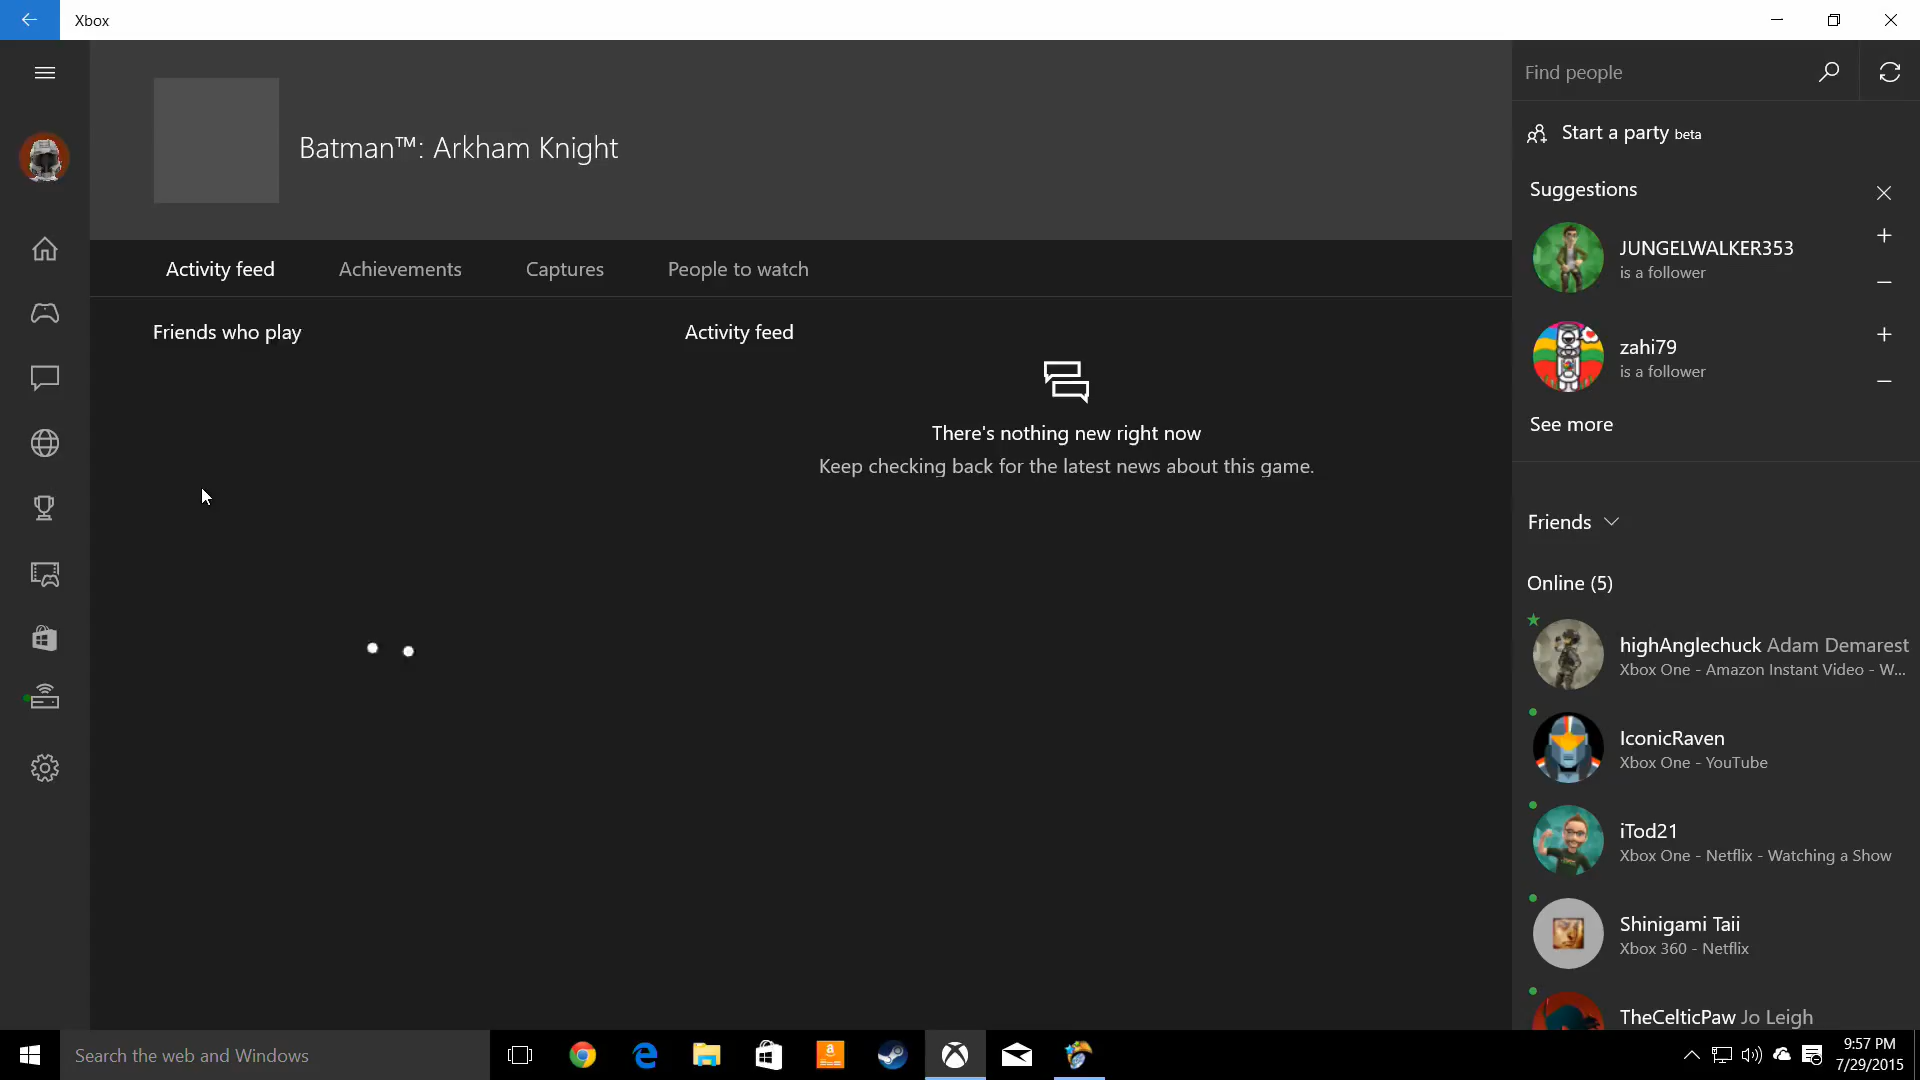 Xbox
Batman™: Arkham Knight
Activity feed
Achievements
Captures
People to watch
Friends who play
Activity feed
There's nothing new right now
Keep checking back for the latest news about this game.
Find people
Start a party beta
Suggestions
JUNGELWALKER353
is a follower
zahi79
is a follower
See more
Friends
Online (5)
highAnglechuck Adam Demarest
Xbox One - Amazon Instant Video - W...
IconicRaven
Xbox One - YouTube
iTod21
Xbox One - Netflix - Watching a Show
Shinigami Taii
Xbox 360 - Netflix
TheCelticPaw Jo Leigh
Search the web and Windows
9:57 PM
7/29/2015